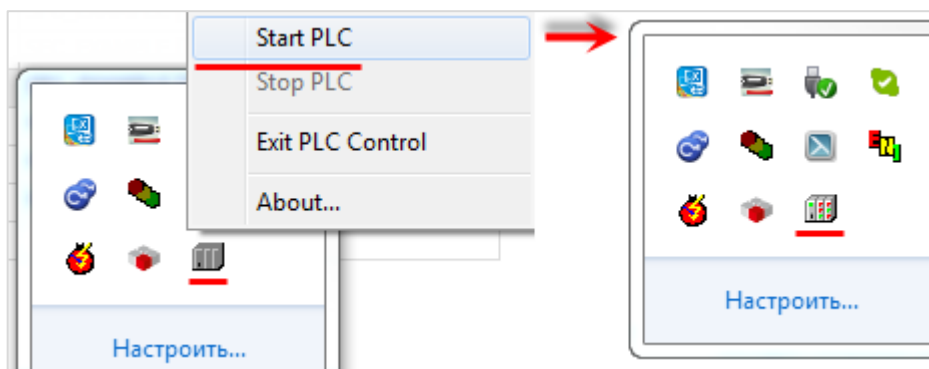 Start PLC
Stop PLC
Exit PLC Control
About...
Настроить...
Настроить...